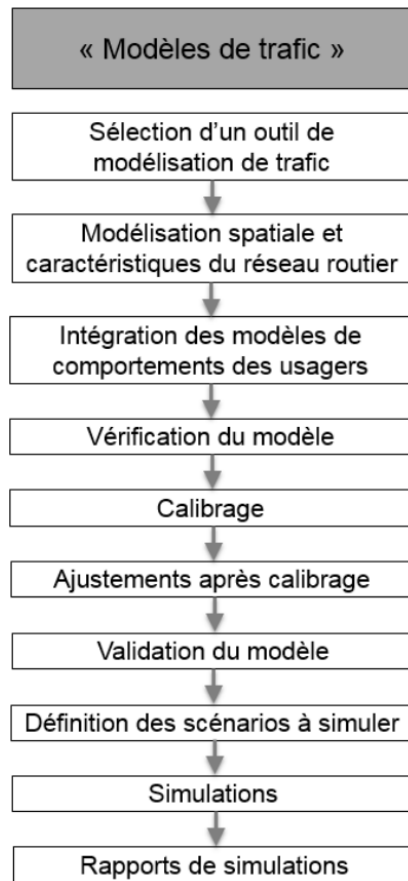 « Modèles de trafic »
Sélection d'un outil de
modélisation de trafic
Modélisation spatiale et
caractéristiques du réseau routier
Intégration des modèles de
comportements des usagers
Vérification du modèle
Calibrage
Ajustements après calibrage
Validation du modèle
Définition des scénarios à simuler
Simulations
Rapports de simulations